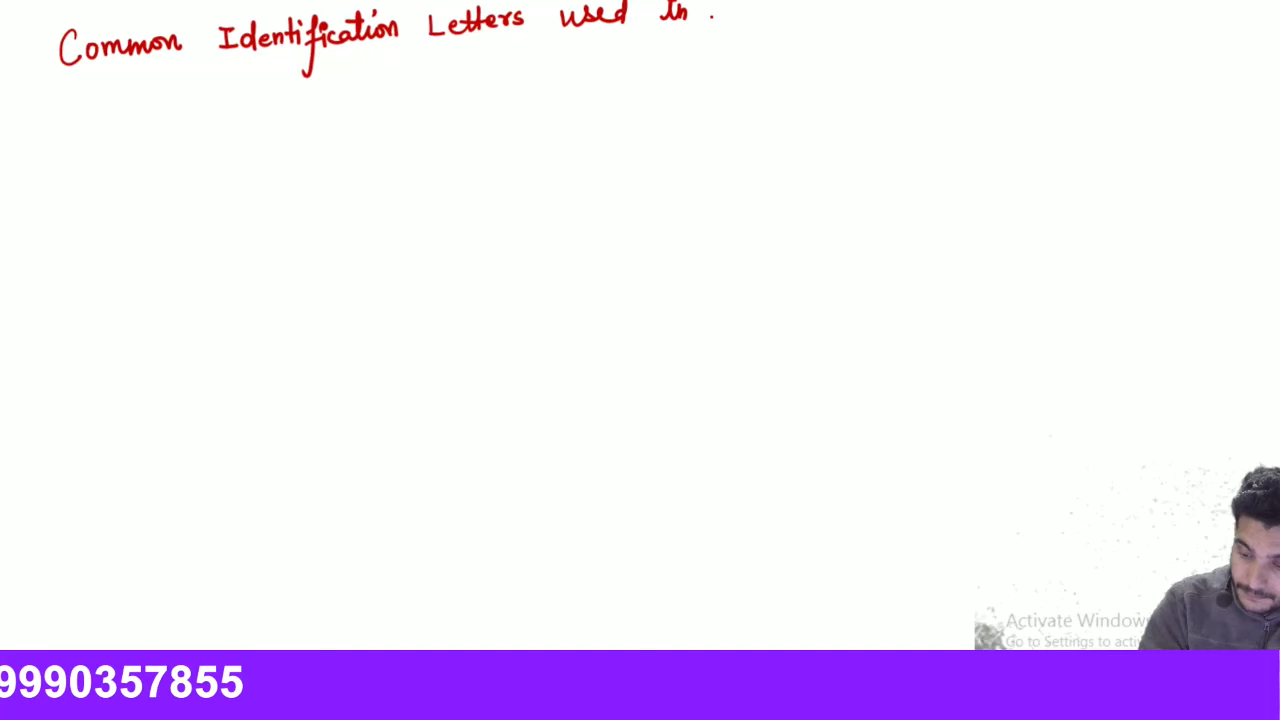 Common Identification Letters used in
Activate Window
Go to Settings to acti
9990357855